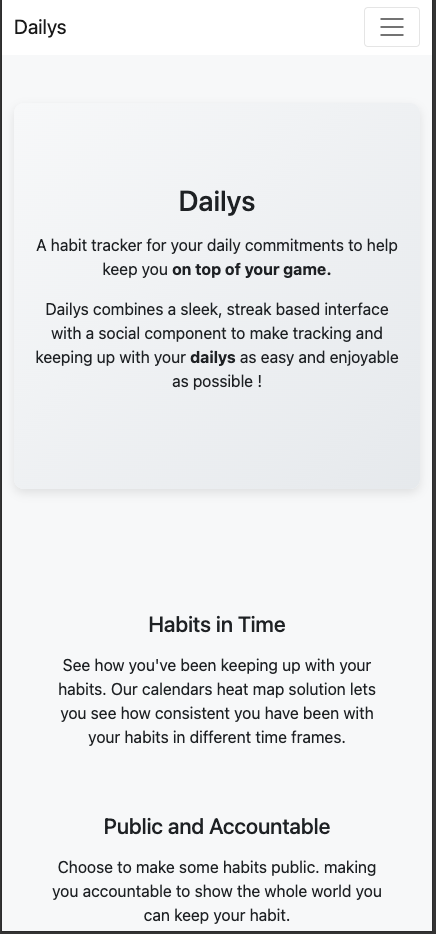 Dailys
Dailys
A habit tracker for your daily commitments to help
keep you on top of your game.
Dailys combines a sleek, streak based interface
with a social component to make tracking and
keeping up with your dailys as easy and enjoyable
as possible !
Habits in Time
See how you've been keeping up with your
habits. Our calendars heat map solution lets
you see how consistent you have been with
your habits in different time frames.
Public and Accountable
Choose to make some habits public. making
you accountable to show the whole world you
can keep your habit.